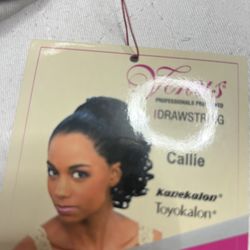 Venus
PROFESSIONALS PREFERRED
DRAWSTRING
Callie
Kanekalon®
Toyokalon®